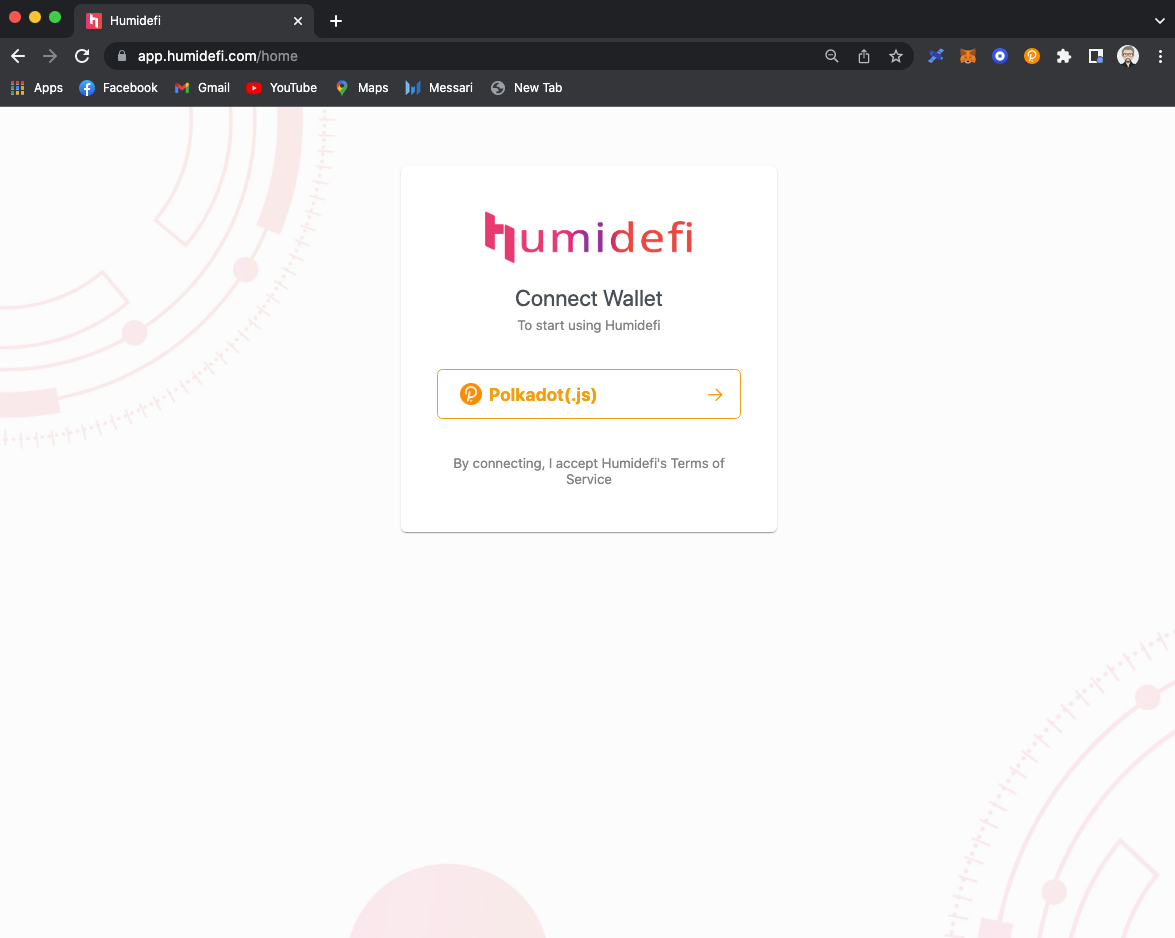 Humidefi
app.humidefi.com/home
Apps Facebook Gmail YouTube Maps Messari New Tab
humidefi
Connect Wallet
To start using Humidefi
Polkadot(.js)
By connecting, I accept Humidefi's Terms of
Service